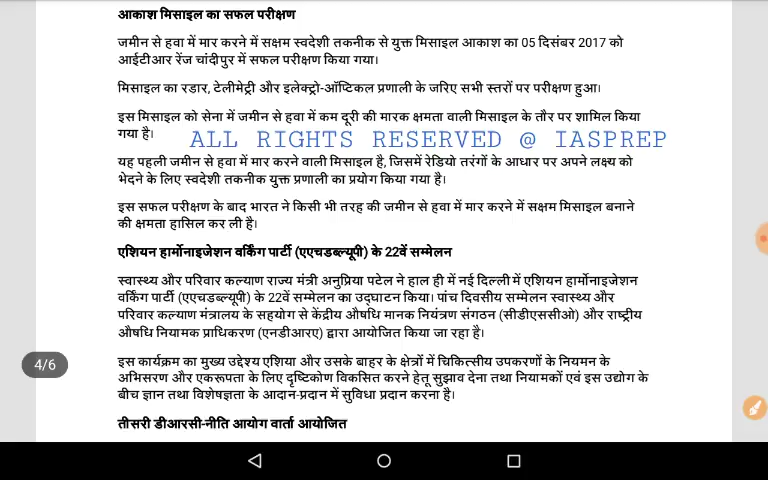 आकाश मिसाइल का सफल परीक्षण
जमीन से हवा में मार करने में सक्षम स्वदेशी तकनीक से युक्त मिसाइल आकाश का 05 दिसंबर 2017 को
आईटीआर रेंज चांदीपुर में सफल परीक्षण किया गया।
मिसाइल का रडार, टेलीमेट्री और इलेक्ट्रो-ऑप्टिकल प्रणाली के जरिए सभी स्तरों पर परीक्षण हुआ।
इस मिसाइल को सेना में जमीन से हवा में कम दूरी की मारक क्षमता वाली मिसाइल के तौर पर शामिल किया
गया है।
ALL RIGHTS RESERVED @ IASPREP
यह पहली जमीन से हवा में मार करने वाली मिसाइल है, जिसमें रेडियो तरंगों के आधार पर अपने लक्ष्य को
भेदने के लिए स्वदेशी तकनीक युक्त प्रणाली का प्रयोग किया गया है।
इस सफल परीक्षण के बाद भारत ने किसी भी तरह की जमीन से हवा में मार करने में सक्षम मिसाइल बनाने
की क्षमता हासिल कर ली है।
एशियन हार्मोनाइजेशन वर्किंग पार्टी (एएचडब्ल्यूपी) के 22वें सम्मेलन
स्वास्थ्य और परिवार कल्याण राज्य मंत्री अनुप्रिया पटेल ने हाल ही में नई दिल्ली में एशियन हार्मोनाइजेशन
वर्किंग पार्टी (एएचडब्ल्यूपी) के 22वें सम्मेलन का उद्घाटन किया। पांच दिवसीय सम्मेलन स्वास्थ्य और
परिवार कल्याण मंत्रालय के सहयोग से केंद्रीय औषधि मानक नियंत्रण संगठन (सीडीएससीओ) और राष्ट्रीय
औषधि नियामक प्राधिकरण (एनडीआरए) द्वारा आयोजित किया जा रहा है।
इस कार्यक्रम का मुख्य उद्देश्य एशिया और उसके बाहर के क्षेत्रों में चिकित्सीय उपकरणों के नियमन के
अभिसरण और एकरूपता के लिए दृष्टिकोण विकसित करने हेतु सुझाव देना तथा नियामकों एवं इस उद्योग के
बीच ज्ञान तथा विशेषज्ञता के आदान-प्रदान में सुविधा प्रदान करना है।
4/6
तीसरी डीआरसी-नीति आयोग वार्ता आयोजित